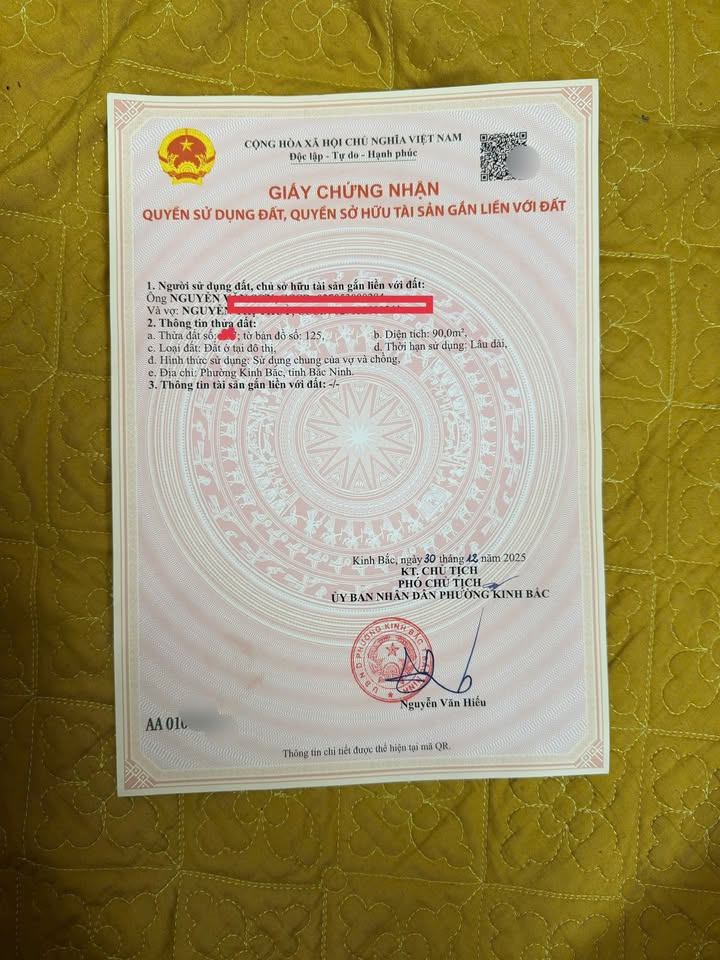 CỘNG HÒA XÃ HỘI CHỦ NGHĨA VIỆT NAM
Độc lập - Tự do - Hạnh phúc
GIẤY CHỨNG NHẬN
QUYỀN SỬ DỤNG ĐẤT, QUYỀN SỞ HỮU TÀI SẢN GẮN LIỀN VỚI ĐẤT
1. Người sử dụng đất, chủ sở hữu tài sản gắn liền với đất:
Ông NGUYỄN
Và vợ: NGUYỄN
2. Thông tin thửa đất:
a. Thửa đất số: ; tờ bản đồ số: 125, b. Diện tích: 90,0m²,
c. Loại đất: Đất ở tại đô thị, d. Thời hạn sử dụng: Lâu dài,
đ. Hình thức sử dụng: Sử dụng chung của vợ và chồng,
e. Địa chỉ: Phường Kinh Bắc, tỉnh Bắc Ninh.
3. Thông tin tài sản gắn liền với đất: -/-
Kinh Bắc, ngày 30 tháng 12 năm 2025
KT. CHỦ TỊCH
PHÓ CHỦ TỊCH
ỦY BAN NHÂN DÂN PHƯỜNG KINH BẮC
U.B.N.D PHƯỜNG KINH BẮC
Nguyễn Văn Hiếu
AA 010
Thông tin chi tiết được thể hiện tại mã QR.